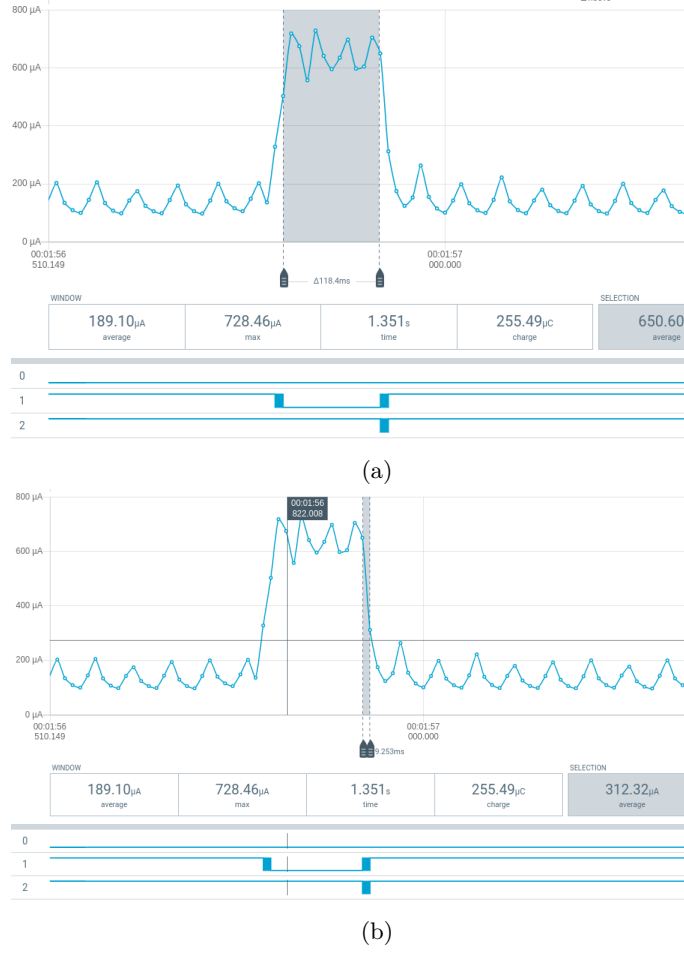 800 µA
600 µA
400 µA
200 µA
0 µA
00:01:56
510.149
00:01:57
000.000
Δ118.4ms
WINDOW
SELECTION
189.10µA
average
728.46µA
max
1.351s
time
255.49µC
charge
650.60
average
0
1
2
(a)
800 µA
600 µA
400 µA
200 µA
0 µA
00:01:56
822.008
00:01:56
510.149
00:01:57
000.000
9.253ms
WINDOW
SELECTION
189.10µA
average
728.46µA
max
1.351s
time
255.49µC
charge
312.32µA
average
0
1
2
(b)